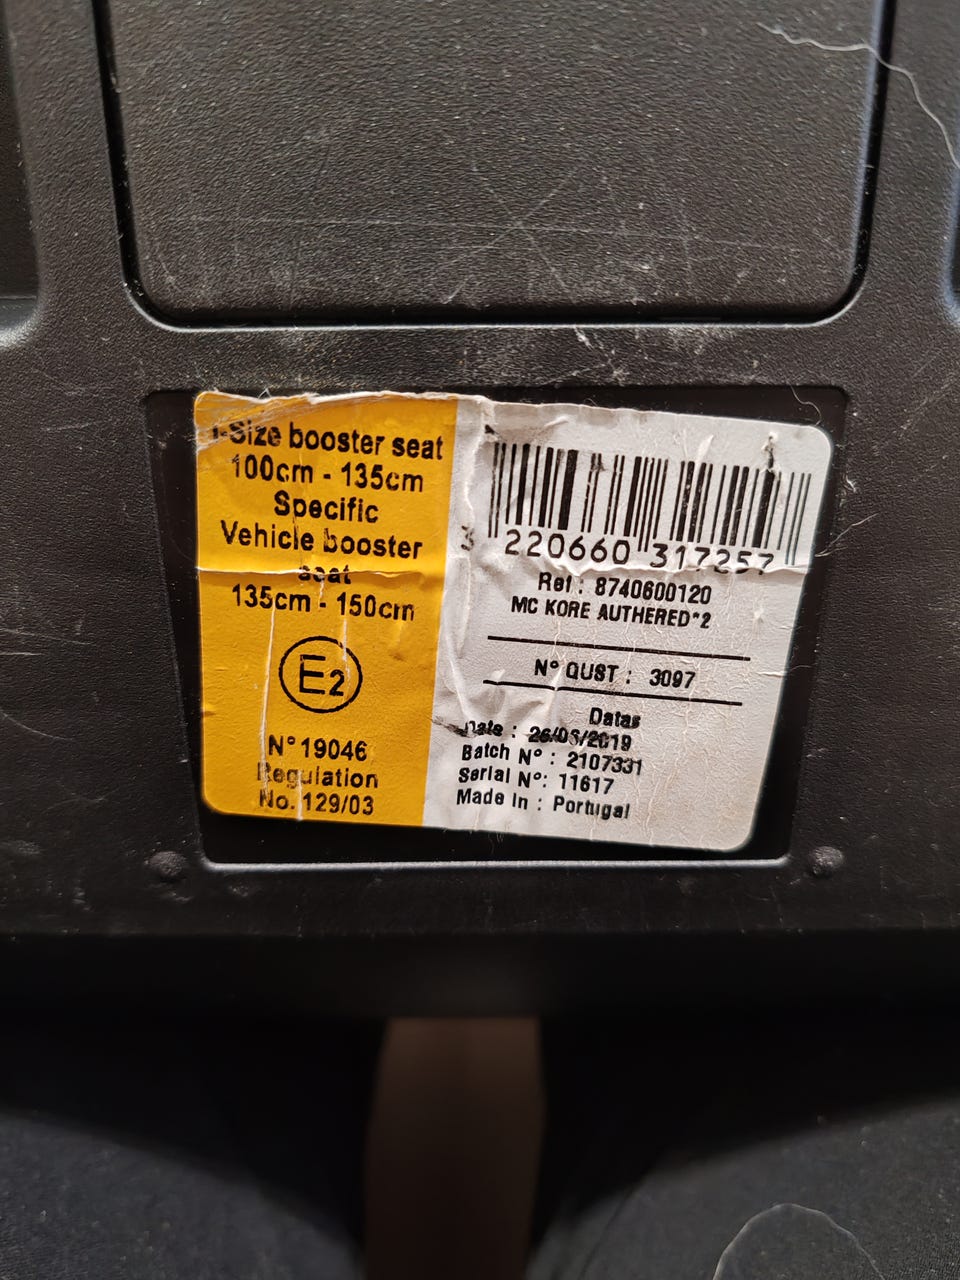 i-Size booster seat
100cm - 135cm
Specific
Vehicle booster
seat
135cm - 150cm
E2
N° 19046
Regulation
No. 129/03
3 220660 317257
Ref : 8740600120
MC KORE AUTHERED*2
N° QUST : 3097
Datas
Date : 26/06/2019
Batch N° : 2107331
Serial N°: 11617
Made In : Portugal